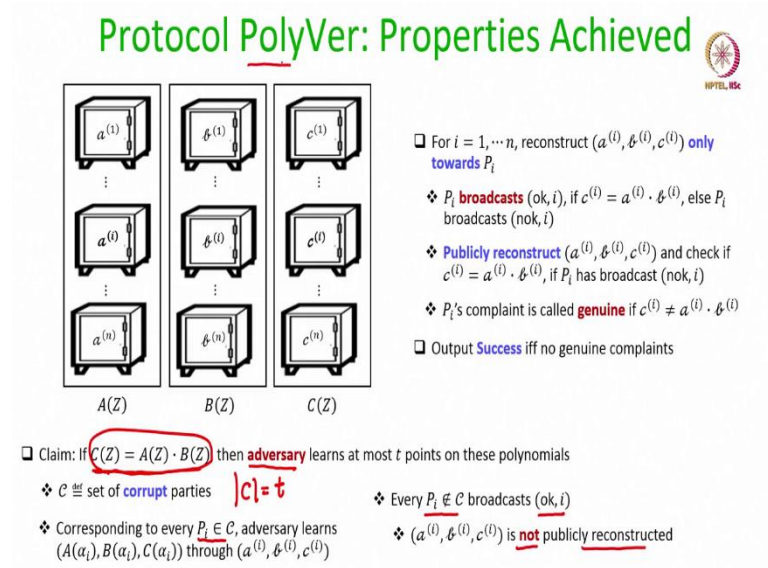 Protocol PolyVer: Properties Achieved
NPTEL, IISc
a⁽¹⁾ 𝒷⁽¹⁾ c⁽¹⁾
⋮ ⋮ ⋮
a⁽ⁱ⁾ 𝒷⁽ⁱ⁾ c⁽ⁱ⁾
⋮ ⋮ ⋮
a⁽ⁿ⁾ 𝒷⁽ⁿ⁾ c⁽ⁿ⁾
A(Z) B(Z) C(Z)
❑ For i = 1, ⋯ n, reconstruct (a⁽ⁱ⁾, 𝒷⁽ⁱ⁾, c⁽ⁱ⁾) only
towards Pᵢ
❖ Pᵢ broadcasts (ok, i), if c⁽ⁱ⁾ = a⁽ⁱ⁾ · 𝒷⁽ⁱ⁾, else Pᵢ
broadcasts (nok, i)
❖ Publicly reconstruct (a⁽ⁱ⁾, 𝒷⁽ⁱ⁾, c⁽ⁱ⁾) and check if
c⁽ⁱ⁾ = a⁽ⁱ⁾ · 𝒷⁽ⁱ⁾, if Pᵢ has broadcast (nok, i)
❖ Pᵢ's complaint is called genuine if c⁽ⁱ⁾ ≠ a⁽ⁱ⁾ · 𝒷⁽ⁱ⁾
❑ Output Success iff no genuine complaints
❑ Claim: If C(Z) = A(Z) · B(Z), then adversary learns at most t points on these polynomials
❖ 𝒞 ≝ set of corrupt parties |C| = t
❖ Corresponding to every Pᵢ ∈ 𝒞, adversary learns
(A(αᵢ), B(αᵢ), C(αᵢ)) through (a⁽ⁱ⁾, 𝒷⁽ⁱ⁾, c⁽ⁱ⁾)
❖ Every Pᵢ ∉ 𝒞 broadcasts (ok, i)
❖ (a⁽ⁱ⁾, 𝒷⁽ⁱ⁾, c⁽ⁱ⁾) is not publicly reconstructed